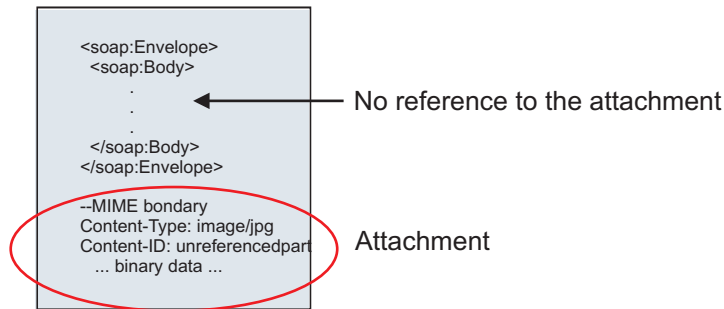 <soap:Envelope>
<soap:Body>
.
.
.
No reference to the attachment
</soap:Body>
</soap:Envelope>
--MIME bondary
Content-Type: image/jpg
Content-ID: unreferencedpart
... binary data ...
Attachment